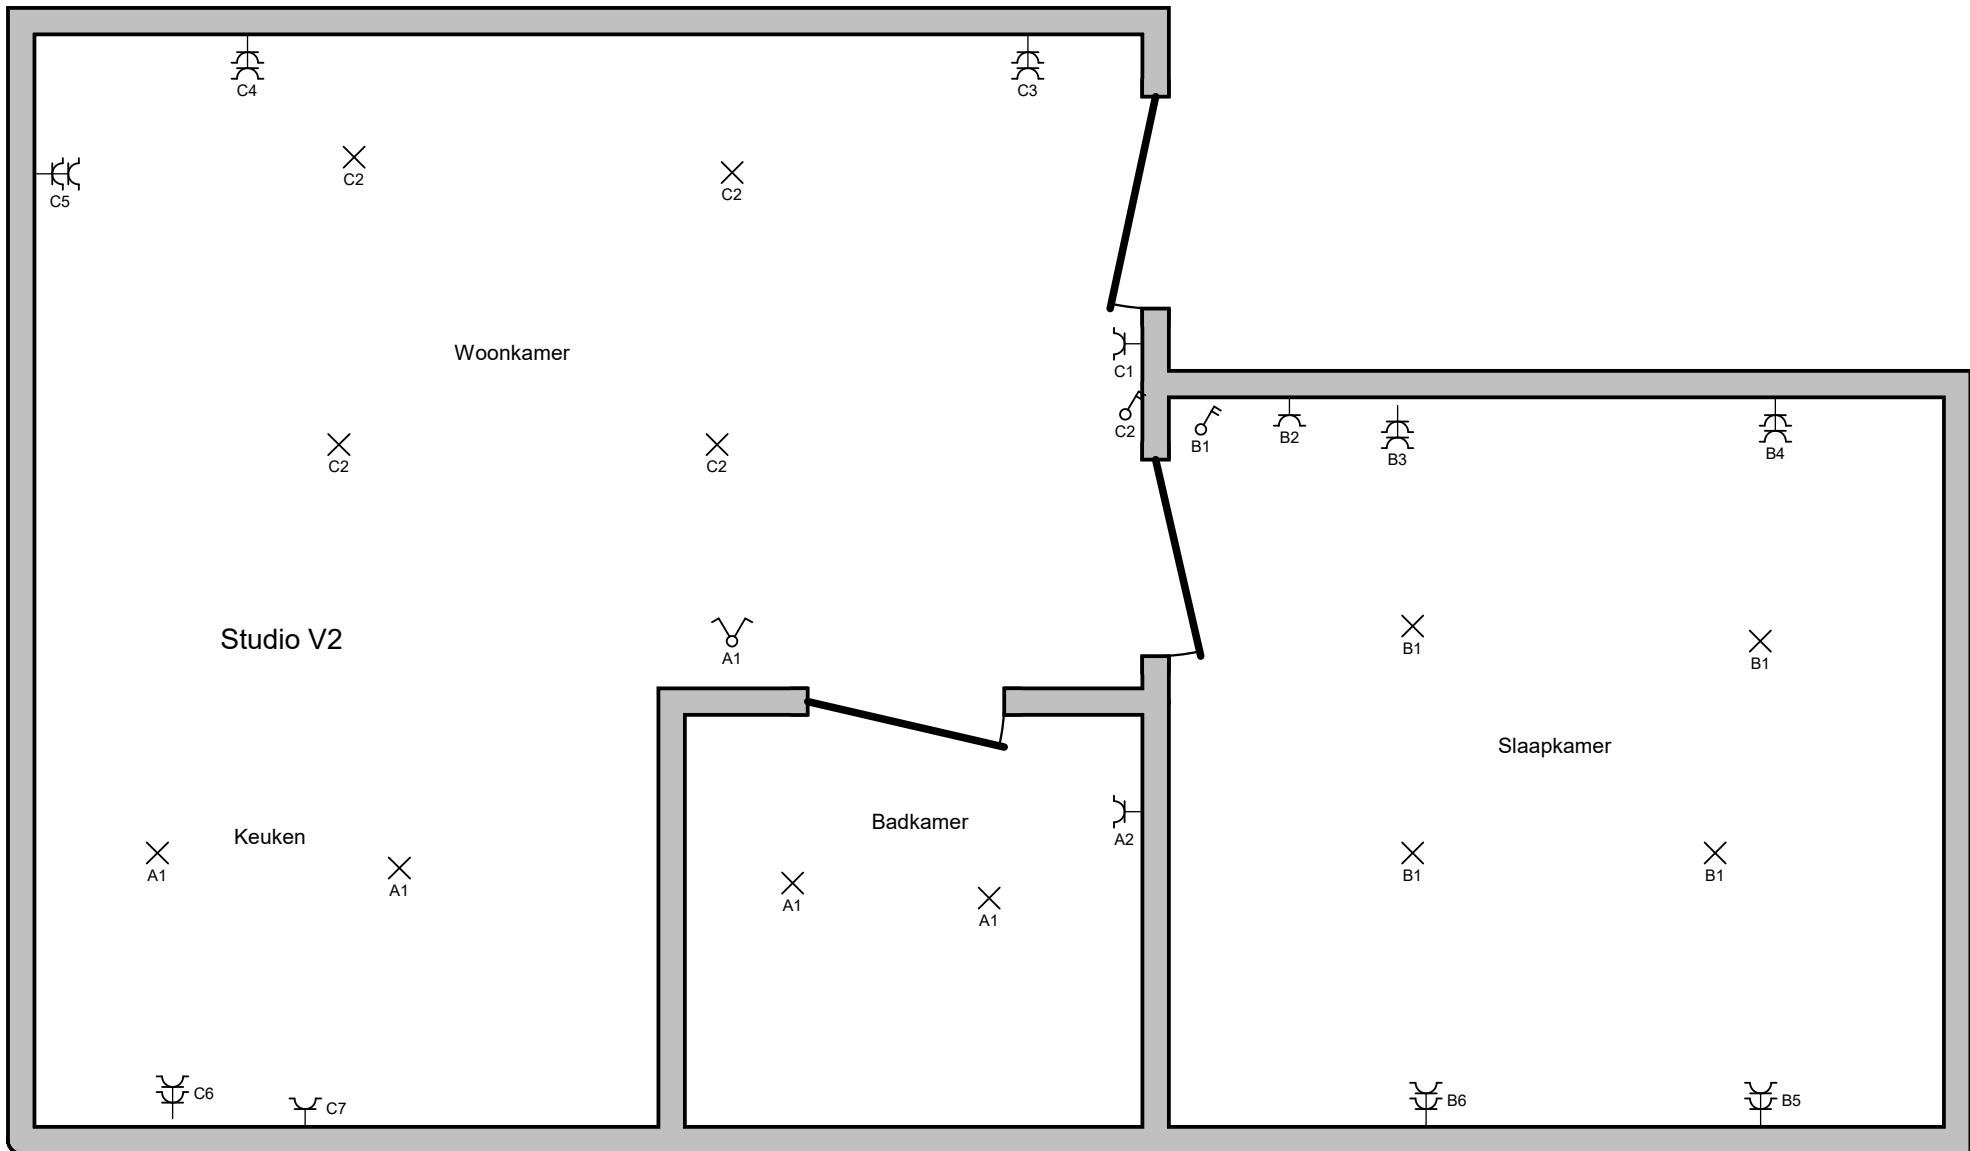 C4
C3
C2
C2
C5
Woonkamer
C1
C2
B1
B2
B3
B4
C2
C2
Studio V2
A1
B1
B1
Slaapkamer
Keuken
Badkamer
A2
A1
A1
A1
A1
B1
B1
C6
C7
B6
B5